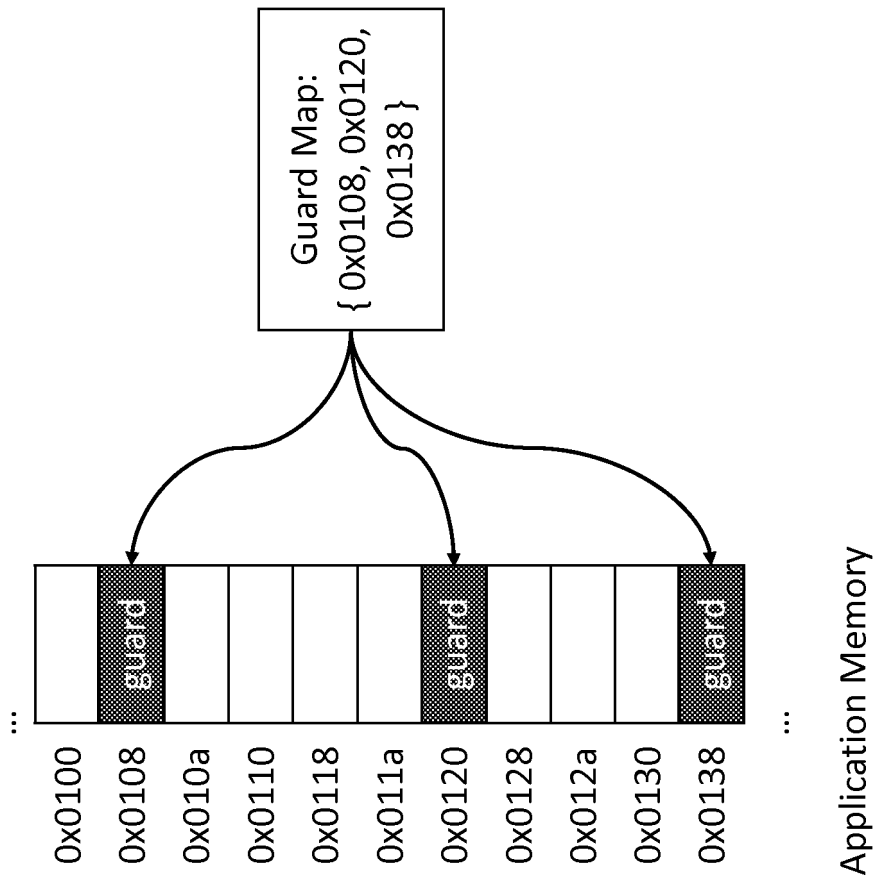 ...
0x0100
0x0108
guard
0x010a
0x0110
0x0118
0x011a
0x0120
guard
0x0128
0x012a
0x0130
0x0138
guard
...
Application Memory
Guard Map:
{ 0x0108, 0x0120,
0x0138 }